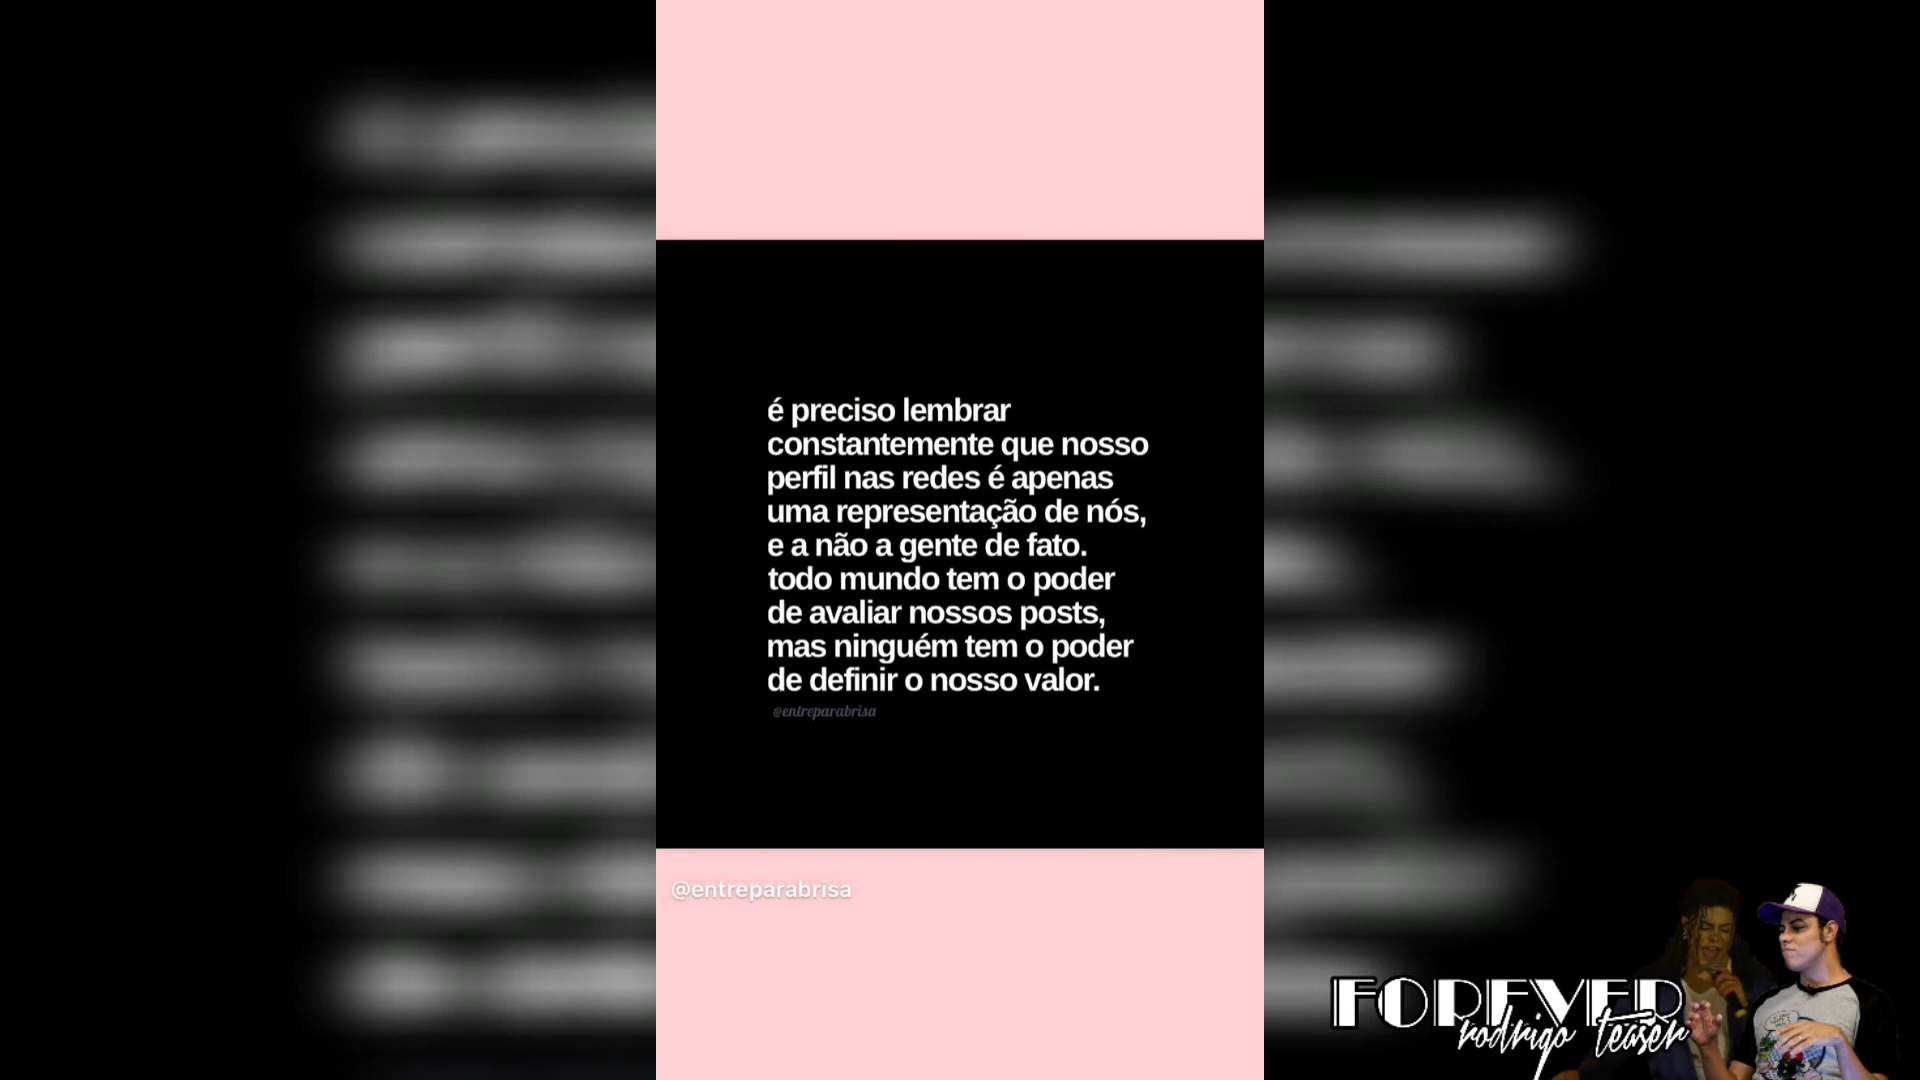 é preciso lembrar
constantemente que nosso
perfil nas redes é apenas
uma representação de nós,
e a não a gente de fato.
todo mundo tem o poder
de avaliar nossos posts,
mas ninguém tem o poder
de definir o nosso valor.
@entreparabrisa
@entreparabrisa
FOREVER
rodrigo teaser